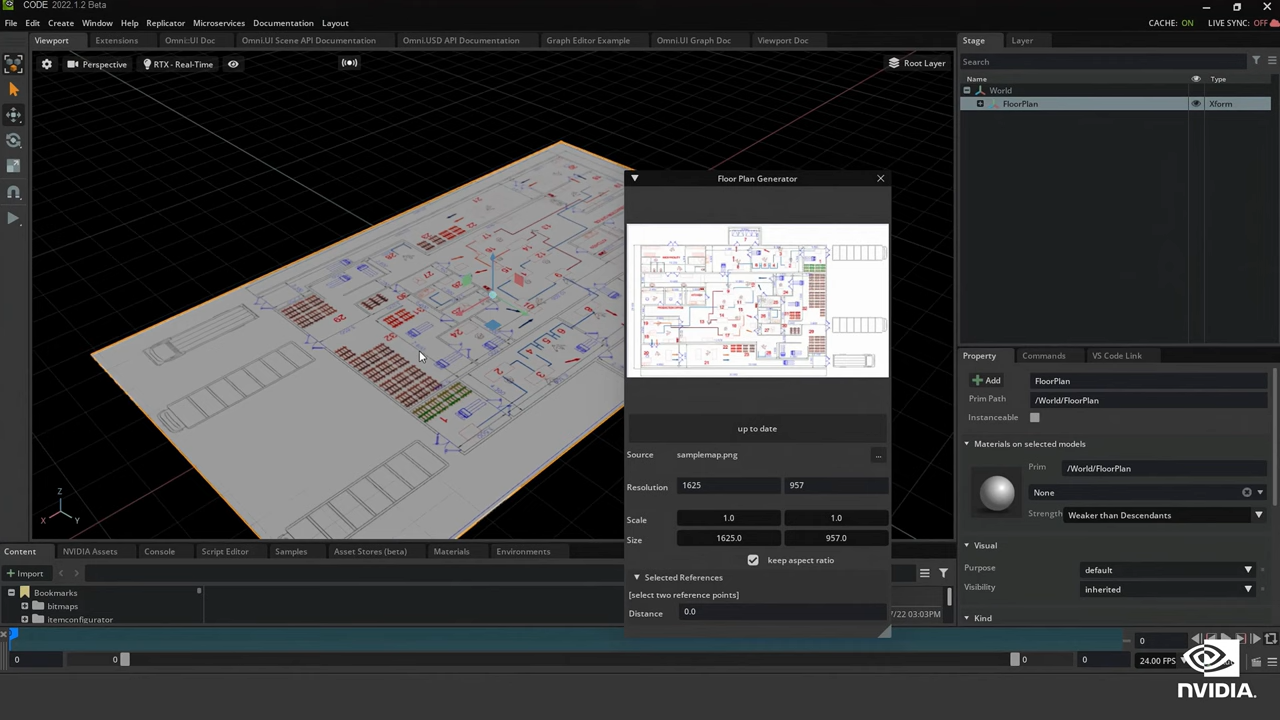 CODE 2022.1.2 Beta
File Edit Create Window Help Replicator Microservices Documentation Layout CACHE: ON LIVE SYNC: OFF
Viewport Extensions Omni::UI Doc Omni.UI Scene API Documentation Omni.USD API Documentation Graph Editor Example Omni.UI Graph Doc Viewport Doc
Perspective RTX - Real-Time Root Layer
Z
X Y
Floor Plan Generator
up to date
Source samplemap.png ...
Resolution 1625 957
Scale 1.0 1.0
Size 1625.0 957.0
keep aspect ratio
Selected References
[select two reference points]
Distance 0.0
Stage Layer
Search
Name Type
World
FloorPlan Xform
Property Commands VS Code Link
Add FloorPlan
Prim Path /World/FloorPlan
Instanceable
Materials on selected models
Prim /World/FloorPlan
None
Strength Weaker than Descendants
Visual
Purpose default
Visibility inherited
Kind
Content NVIDIA Assets Console Script Editor Samples Asset Stores (beta) Materials Environments
Import
Bookmarks
bitmaps
itemconfigurator
/22 03:03PM
0
0 0 0 0 24.00 FPS
NVIDIA.